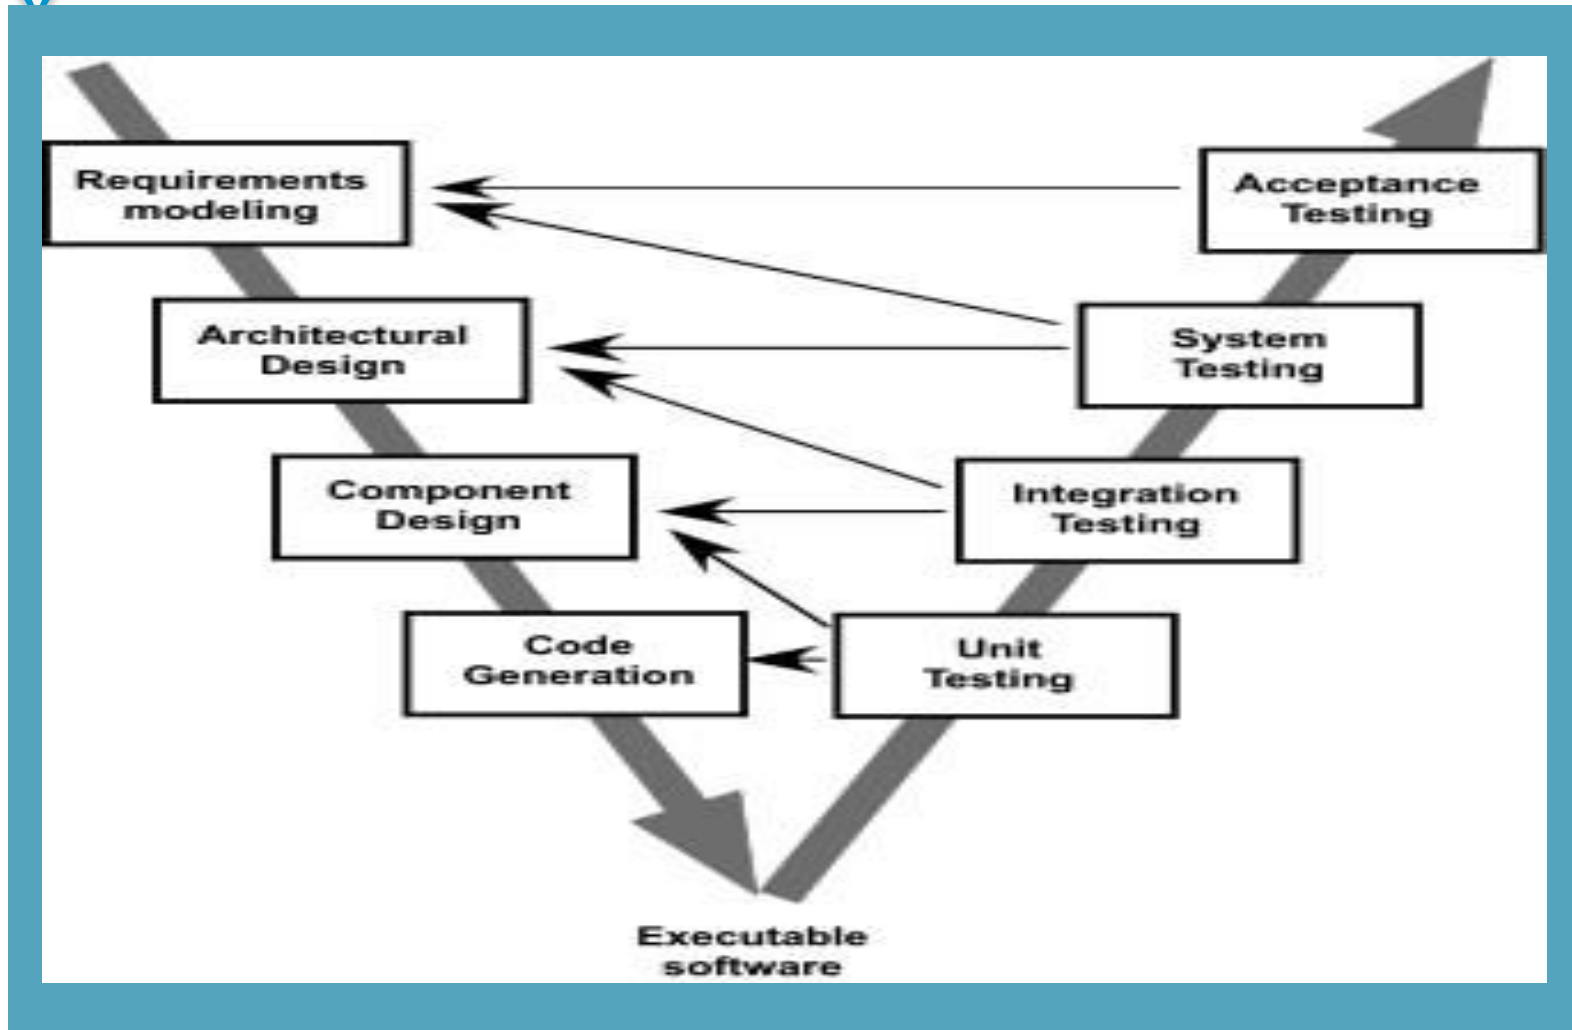 Requirements
modeling
Acceptance
Testing
Architectural
Design
System
Testing
Component
Design
Integration
Testing
Code
Generation
Unit
Testing
Executable
software